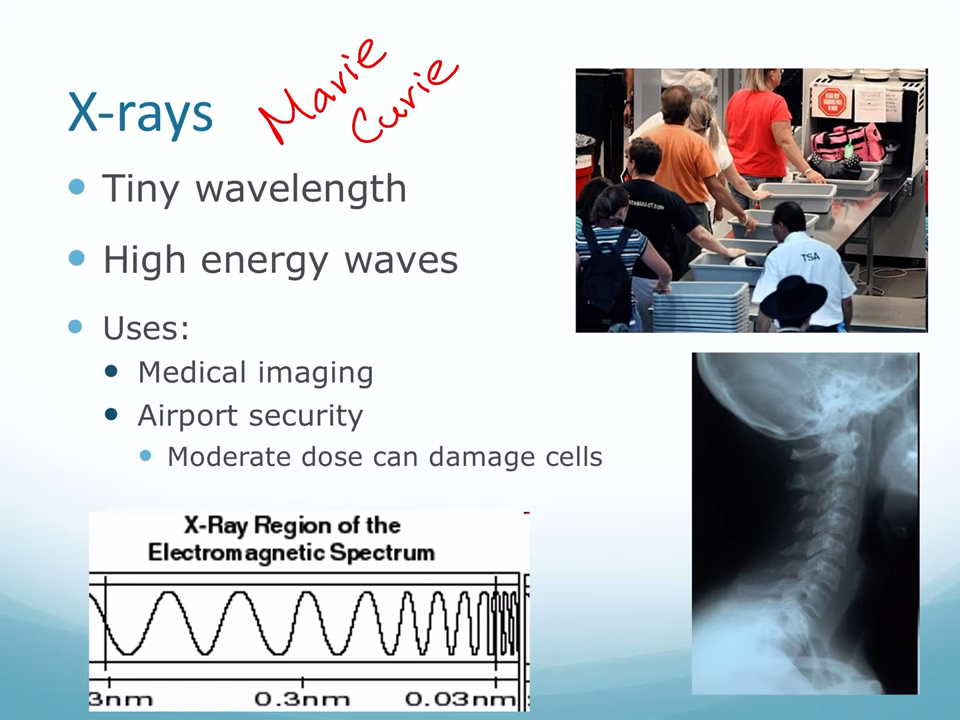 X-rays
Marie
Curie
Tiny wavelength
High energy waves
Uses:
Medical imaging
Airport security
Moderate dose can damage cells
TSA
X-Ray Region of the
Electromagnetic Spectrum
3nm 0.3nm 0.03nm